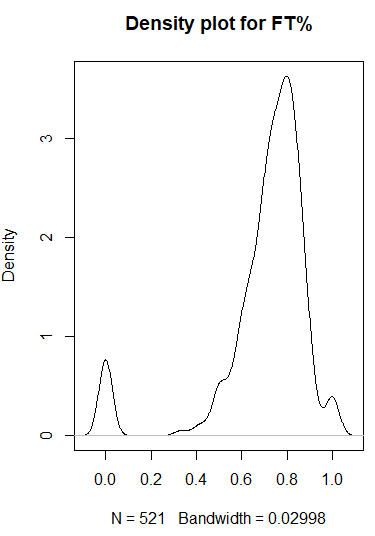 Density plot for FT%
Density
3
2
1
0
0.0 0.2 0.4 0.6 0.8 1.0
N = 521 Bandwidth = 0.02998